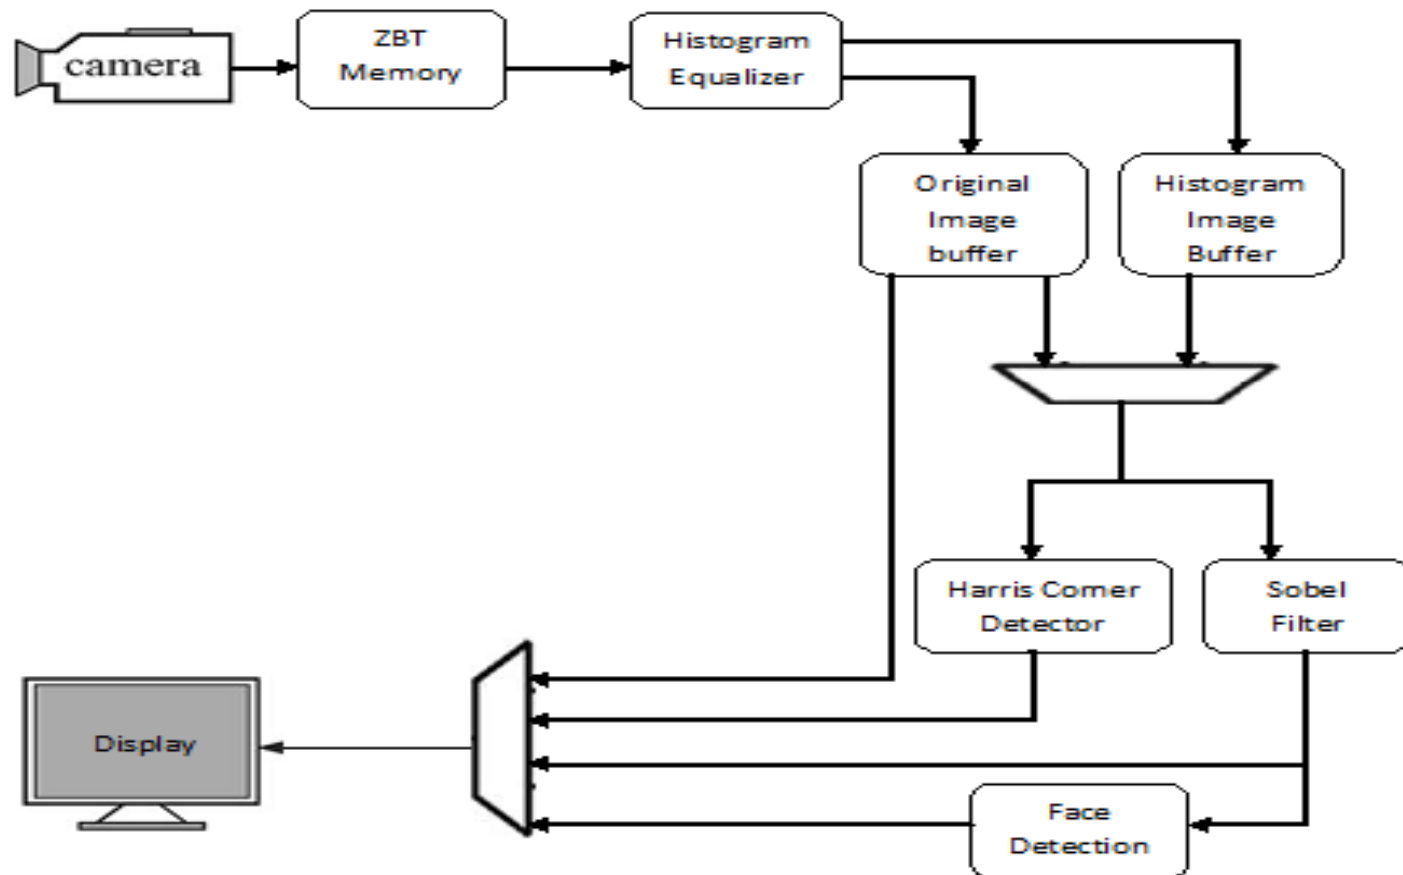 camera
ZBT
Memory
Histogram
Equalizer
Original
Image
buffer
Histogram
Image
Buffer
Harris Corner
Detector
Sobel
Filter
Display
Face
Detection